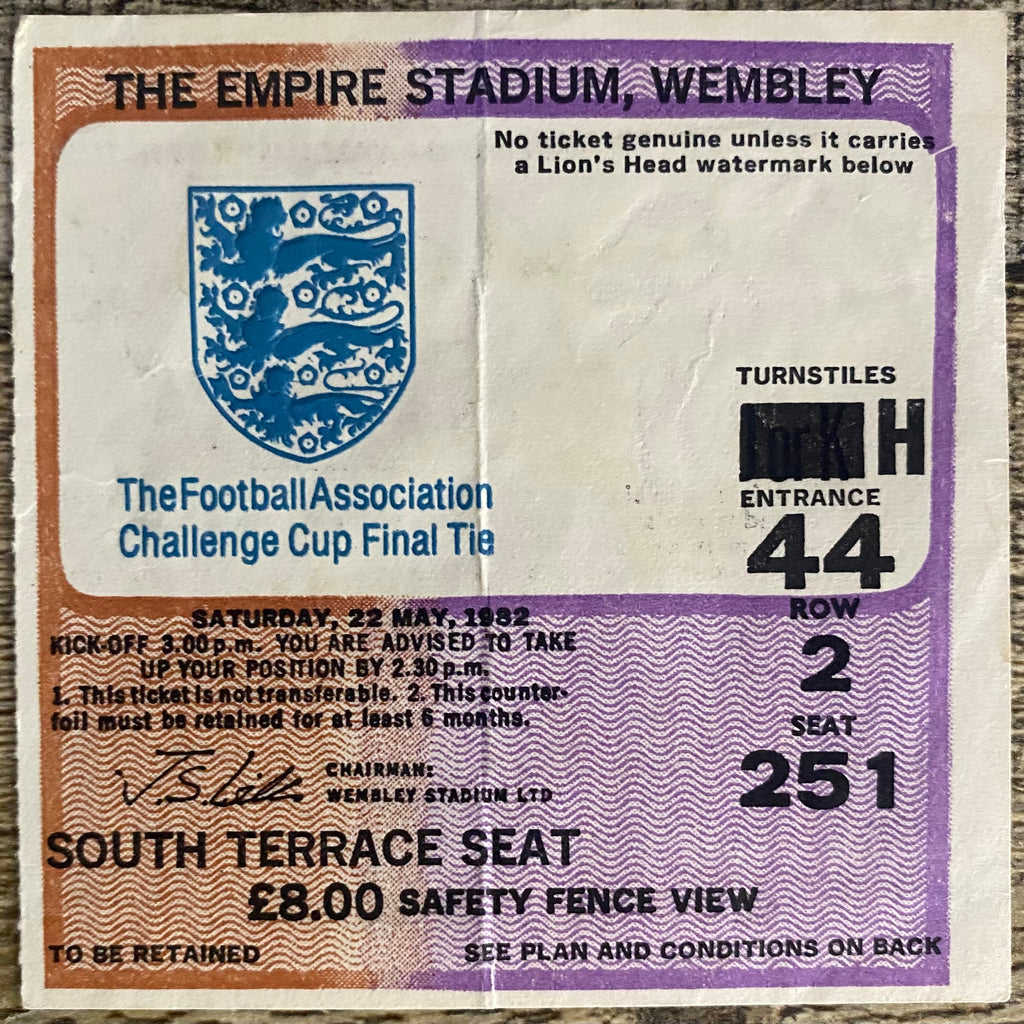 THE EMPIRE STADIUM, WEMBLEY
No ticket genuine unless it carries
a Lion's Head watermark below
TURNSTILES
J or K H
ENTRANCE
44
The Football Association
Challenge Cup Final Tie
ROW
2
SATURDAY, 22 MAY, 1982
KICK-OFF 3.00 p.m. YOU ARE ADVISED TO TAKE
UP YOUR POSITION BY 2.30 p.m.
1. This ticket is not transferable. 2. This counter-
foil must be retained for at least 6 months.
SEAT
251
CHAIRMAN:
WEMBLEY STADIUM LTD
SOUTH TERRACE SEAT
£8.00 SAFETY FENCE VIEW
TO BE RETAINED
SEE PLAN AND CONDITIONS ON BACK